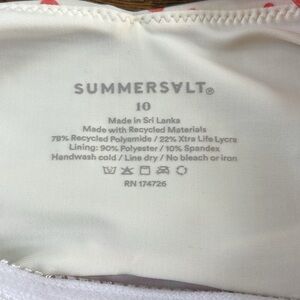 SUMMERSALT®
10
Made in Sri Lanka
Made with Recycled Materials
78% Recycled Polyamide / 22% Xtra Life Lycra
Lining: 90% Polyester / 10% Spandex
Handwash cold / Line dry / No bleach or iron
RN 174726